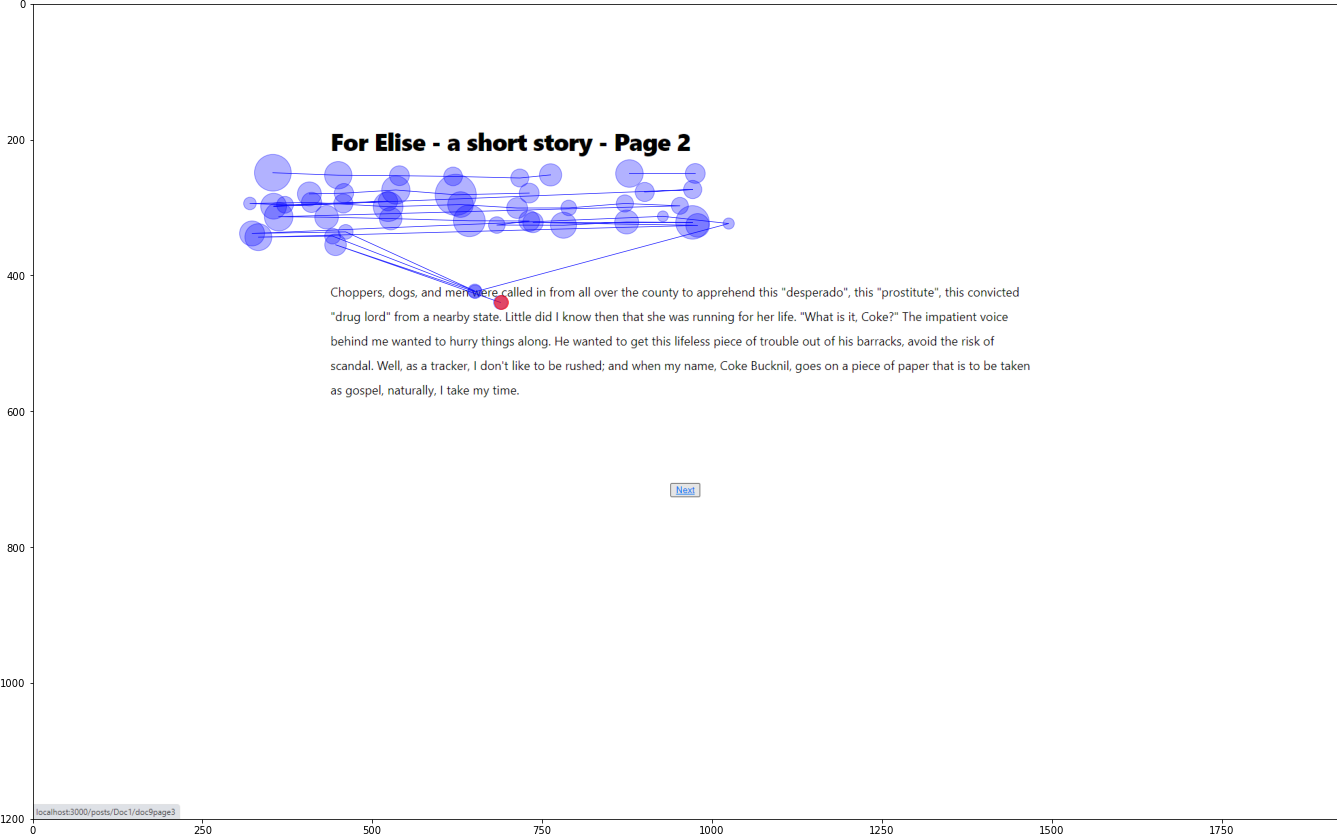 0
200
For Elise - a short story - Page 2
400
Choppers, dogs, and men were called in from all over the county to apprehend this "desperado", this "prostitute", this convicted
"drug lord" from a nearby state. Little did I know then that she was running for her life. "What is it, Coke?" The impatient voice
behind me wanted to hurry things along. He wanted to get this lifeless piece of trouble out of his barracks, avoid the risk of
scandal. Well, as a tracker, I don't like to be rushed; and when my name, Coke Bucknil, goes on a piece of paper that is to be taken
as gospel, naturally, I take my time.
600
Next
800
1000
localhost:3000/posts/Doc1/doc9page3
1200
0 250 500 750 1000 1250 1500 1750